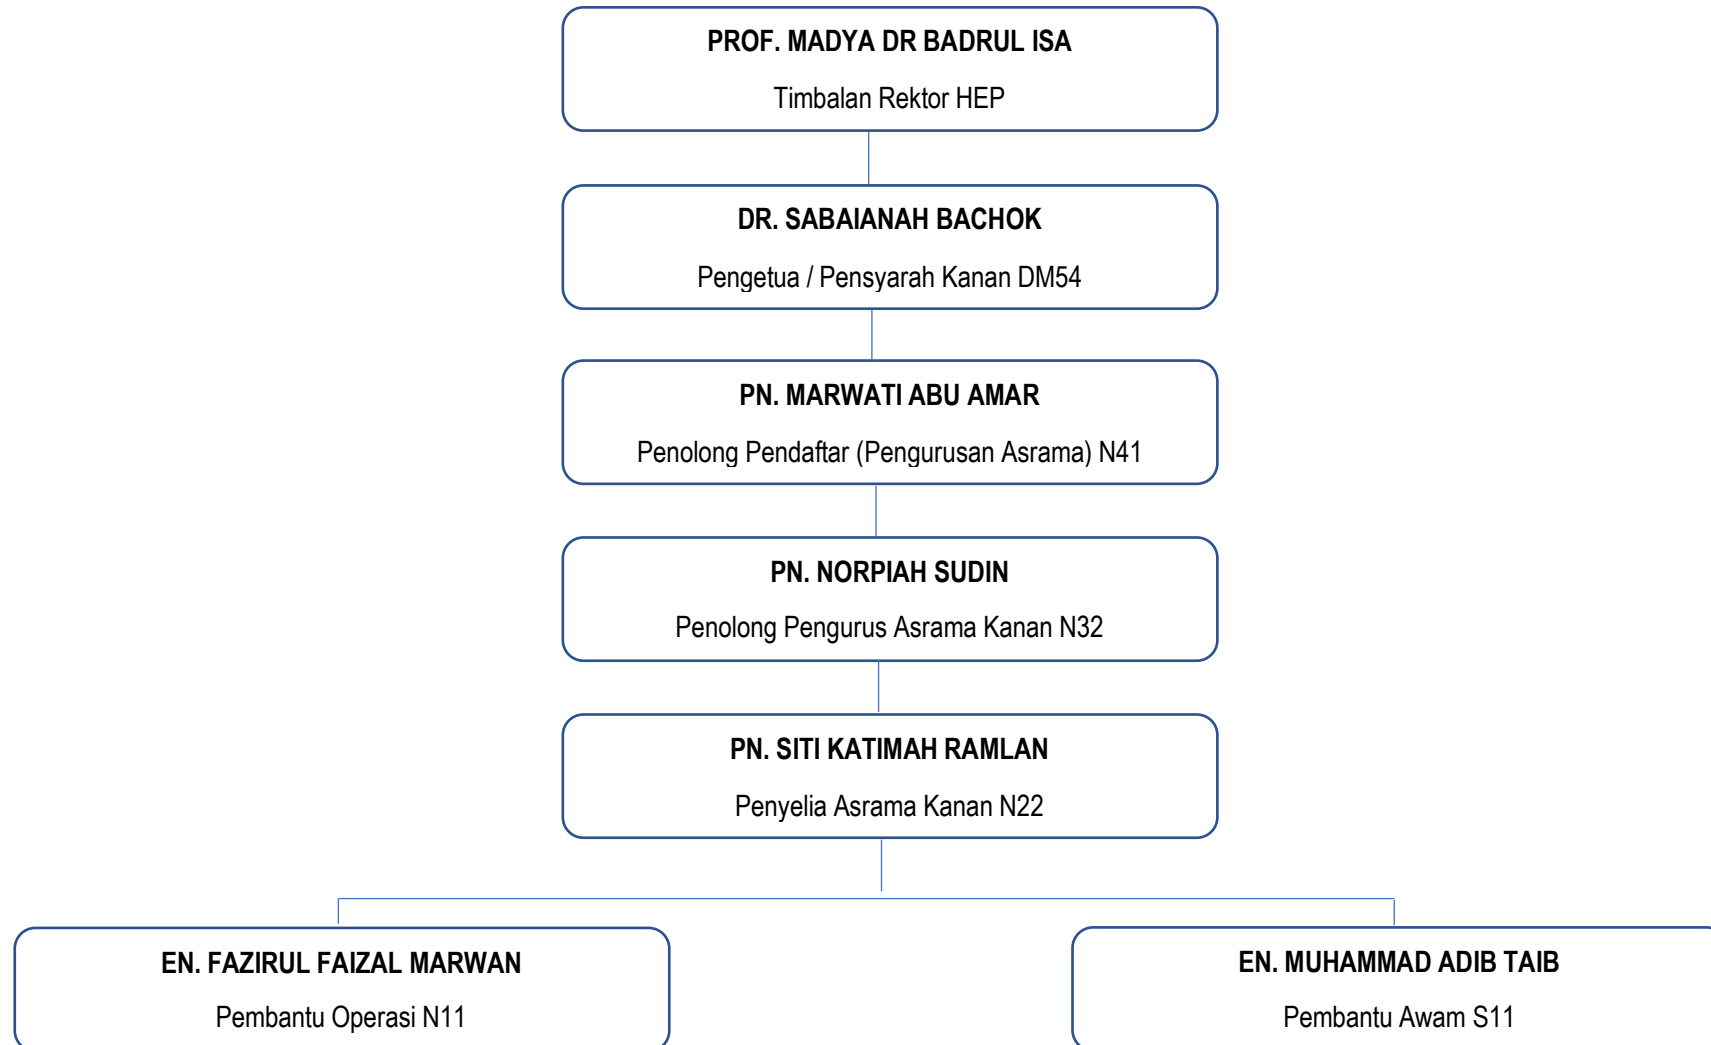 PROF. MADYA DR BADRUL ISA
Timbalan Rektor HEP
DR. SABAIANAH BACHOK
Pengetua / Pensyarah Kanan DM54
PN. MARWATI ABU AMAR
Penolong Pendaftar (Pengurusan Asrama) N41
PN. NORPIAH SUDIN
Penolong Pengurus Asrama Kanan N32
PN. SITI KATIMAH RAMLAN
Penyelia Asrama Kanan N22
EN. FAZIRUL FAIZAL MARWAN
Pembantu Operasi N11
EN. MUHAMMAD ADIB TAIB
Pembantu Awam S11